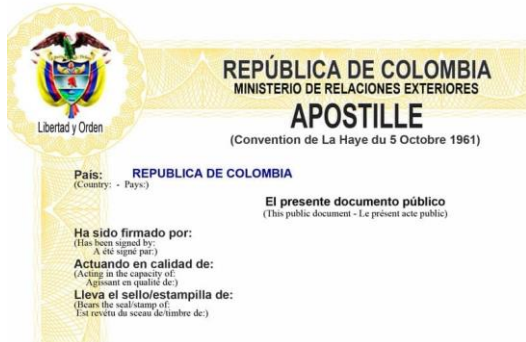 REPÚBLICA DE COLOMBIA
MINISTERIO DE RELACIONES EXTERIORES
APOSTILLE
(Convention de La Haye du 5 Octobre 1961)
Libertad y Orden
País: REPUBLICA DE COLOMBIA
(Country: - Pays:)
El presente documento público
(This public document - Le présent acte public)
Ha sido firmado por:
(Has been signed by:
A été signé par:)
Actuando en calidad de:
(Acting in the capacity of:
Agissant en qualité de:)
Lleva el sello/estampilla de:
(Bears the seal/stamp of:
Est revêtu du sceau de/timbre de:)